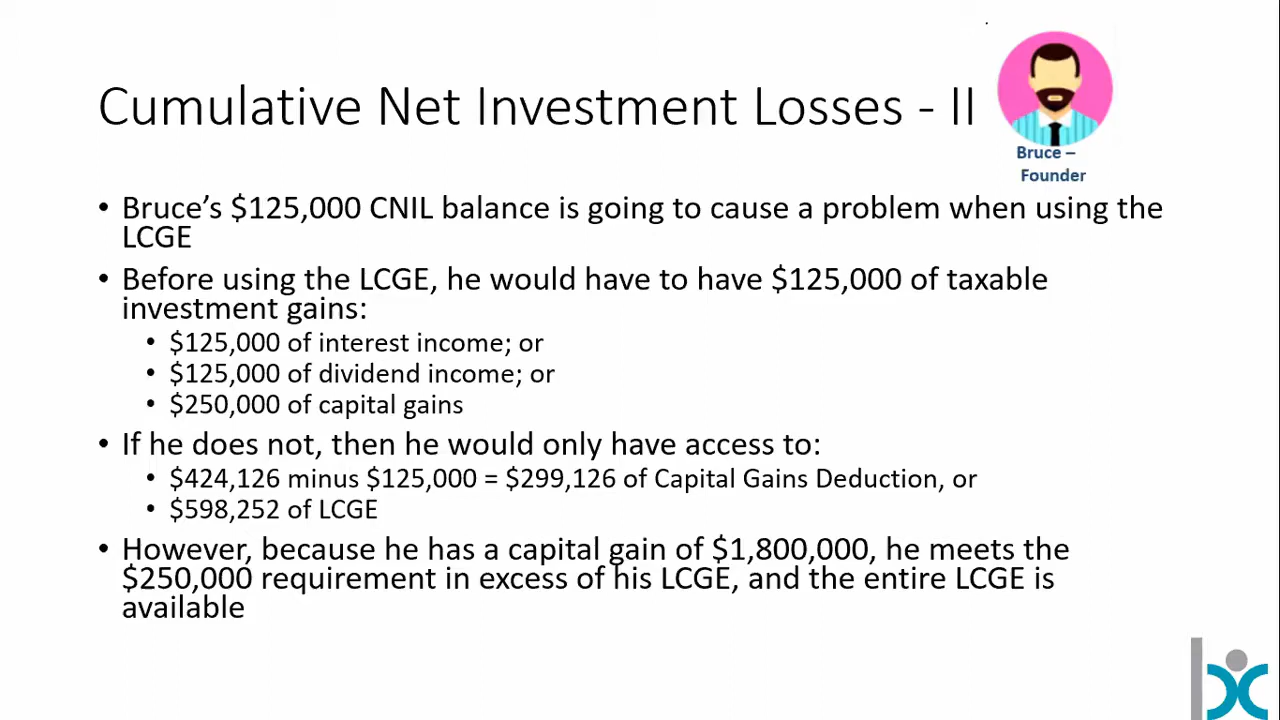 Cumulative Net Investment Losses - II
Bruce –
Founder
• Bruce's $125,000 CNIL balance is going to cause a problem when using the
LCGE
• Before using the LCGE, he would have to have $125,000 of taxable
investment gains:
• $125,000 of interest income; or
• $125,000 of dividend income; or
• $250,000 of capital gains
• If he does not, then he would only have access to:
• $424,126 minus $125,000 = $299,126 of Capital Gains Deduction, or
• $598,252 of LCGE
• However, because he has a capital gain of $1,800,000, he meets the
$250,000 requirement in excess of his LCGE, and the entire LCGE is
available